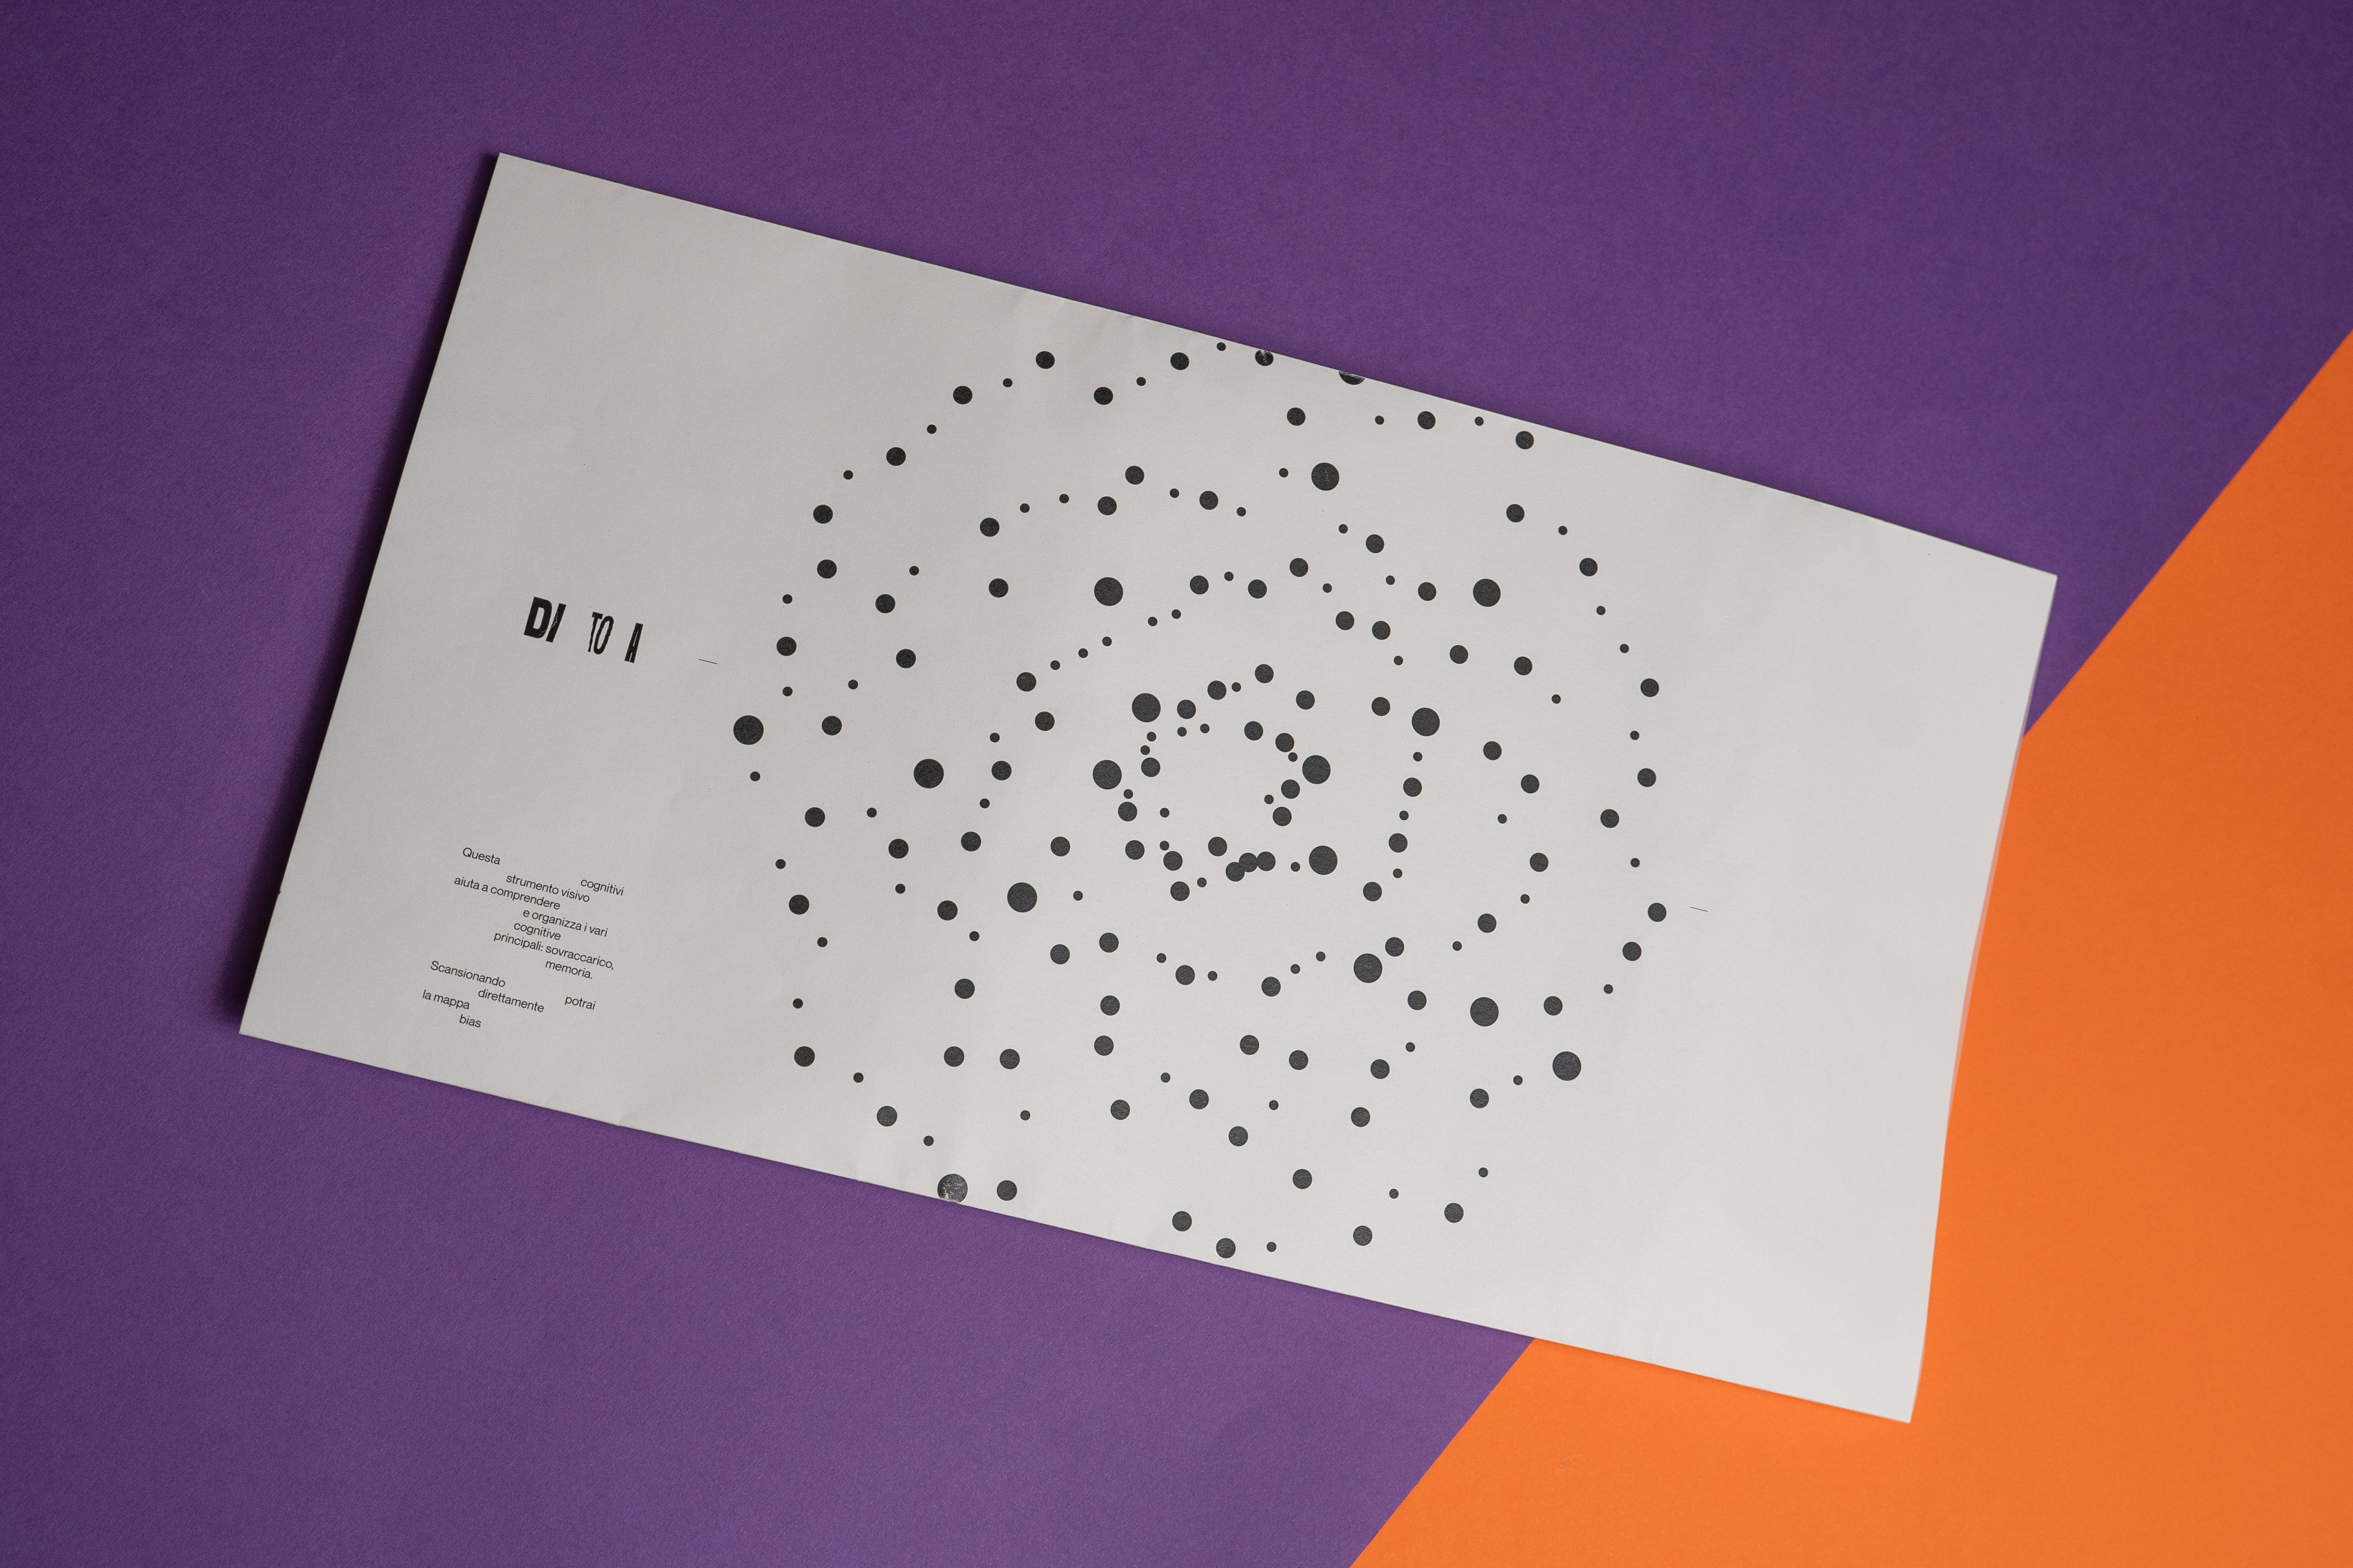 DI TO A
Questa
cognitivi
strumento visivo
aiuta a comprendere
e organizza i vari
cognitive
principali: sovraccarico,
memoria.
Scansionando
potrai
direttamente
la mappa
bias